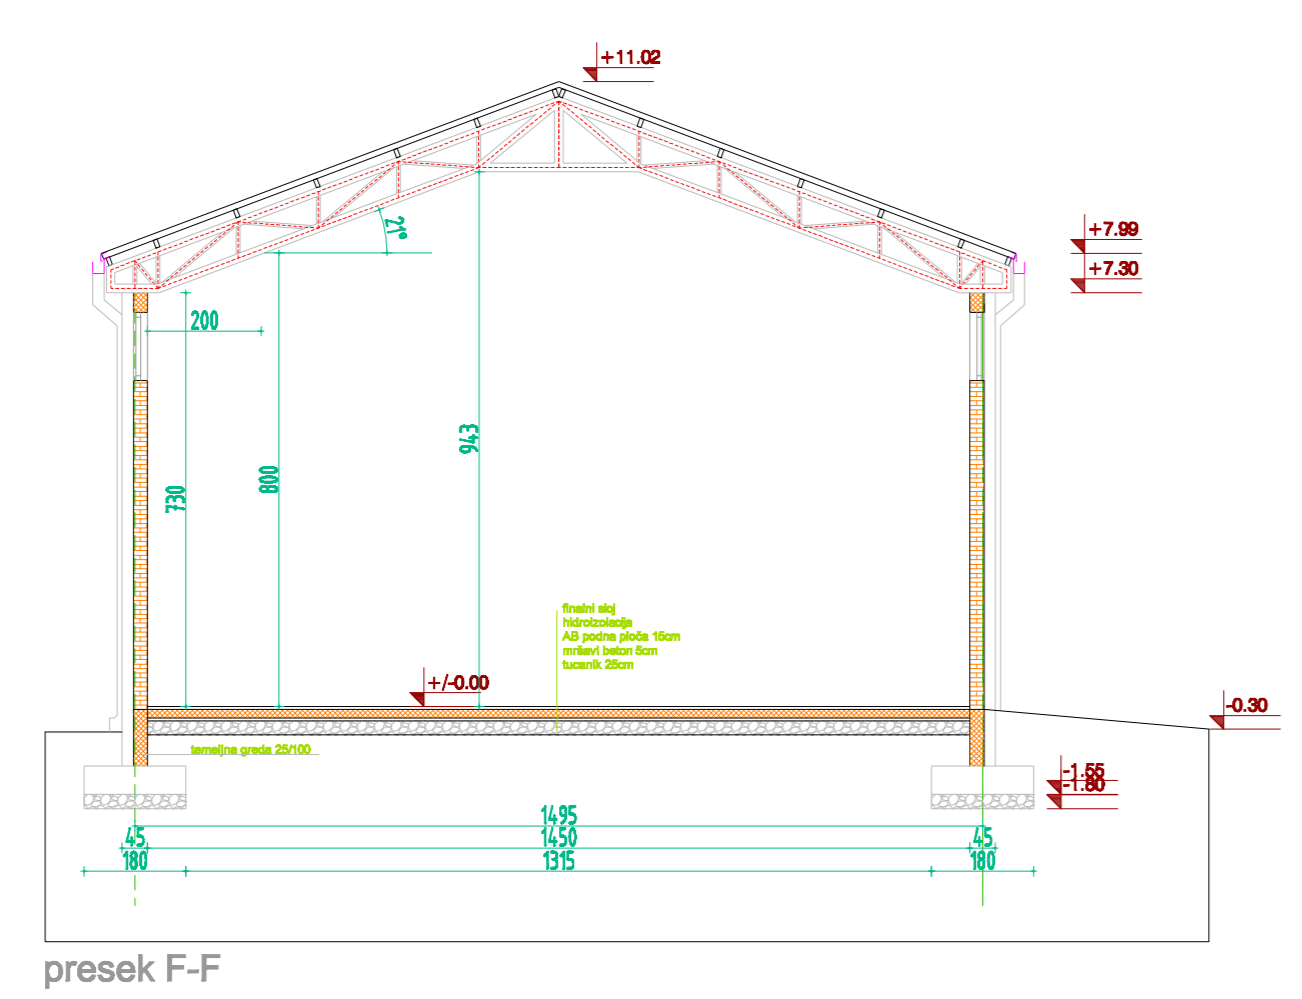 +11.02
+7.99
+7.30
21°
200
943
800
730
finalni sloj
hidroizolacija
AB podna ploča 15cm
mršavi beton 5cm
tucanik 25cm
+/-0.00
-0.30
temeljna greda 25/100
-1.55
-1.80
1495
45 1450 45
180 1315 180
presek F-F